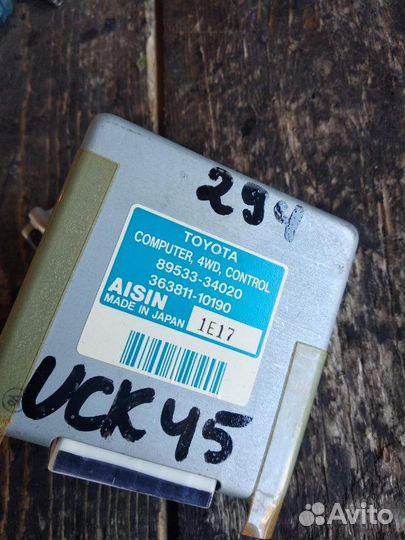 294
TOYOTA
COMPUTER, 4WD, CONTROL
89533-34020
363811-10190
AISIN
MADE IN JAPAN
1E17
UCK45
Avito